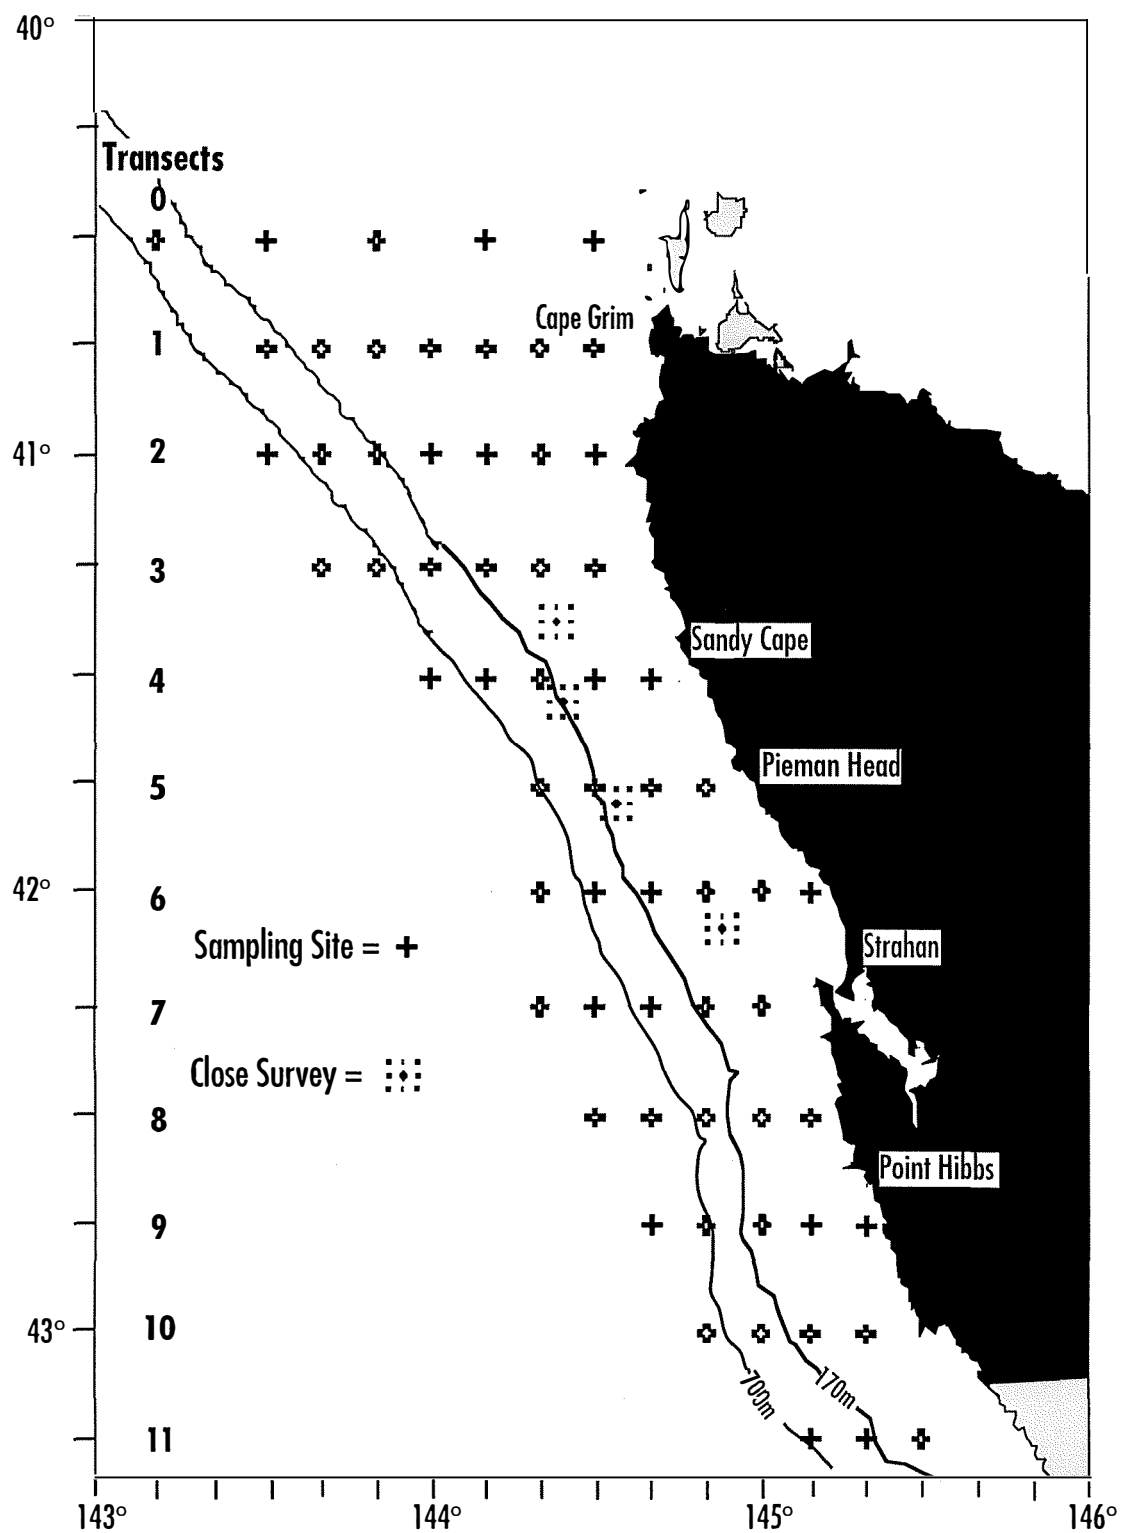 40°
Transects
0
Cape Grim
1
41°
2
3
Sandy Cape
4
Pieman Head
5
42°
6
Sampling Site =
Strahan
7
Close Survey =
8
Point Hibbs
9
43°
10
700m
170m
11
143°
144°
145°
146°